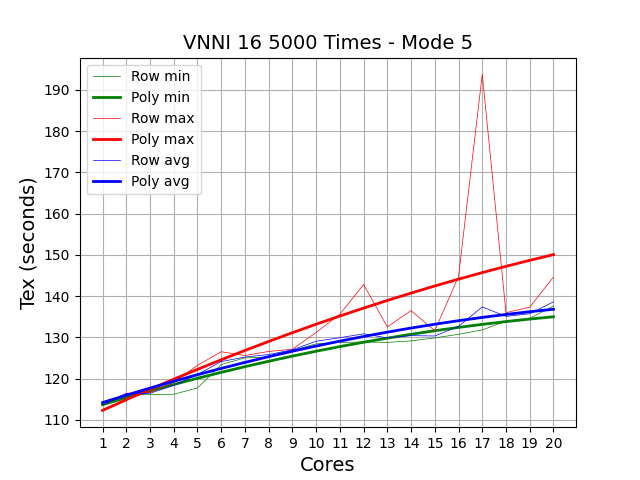 VNNI 16 5000 Times - Mode 5
Row min
Poly min
Row max
Poly max
Row avg
Poly avg
Tex (seconds)
190
180
170
160
150
140
130
120
110
1 2 3 4 5 6 7 8 9 10 11 12 13 14 15 16 17 18 19 20
Cores